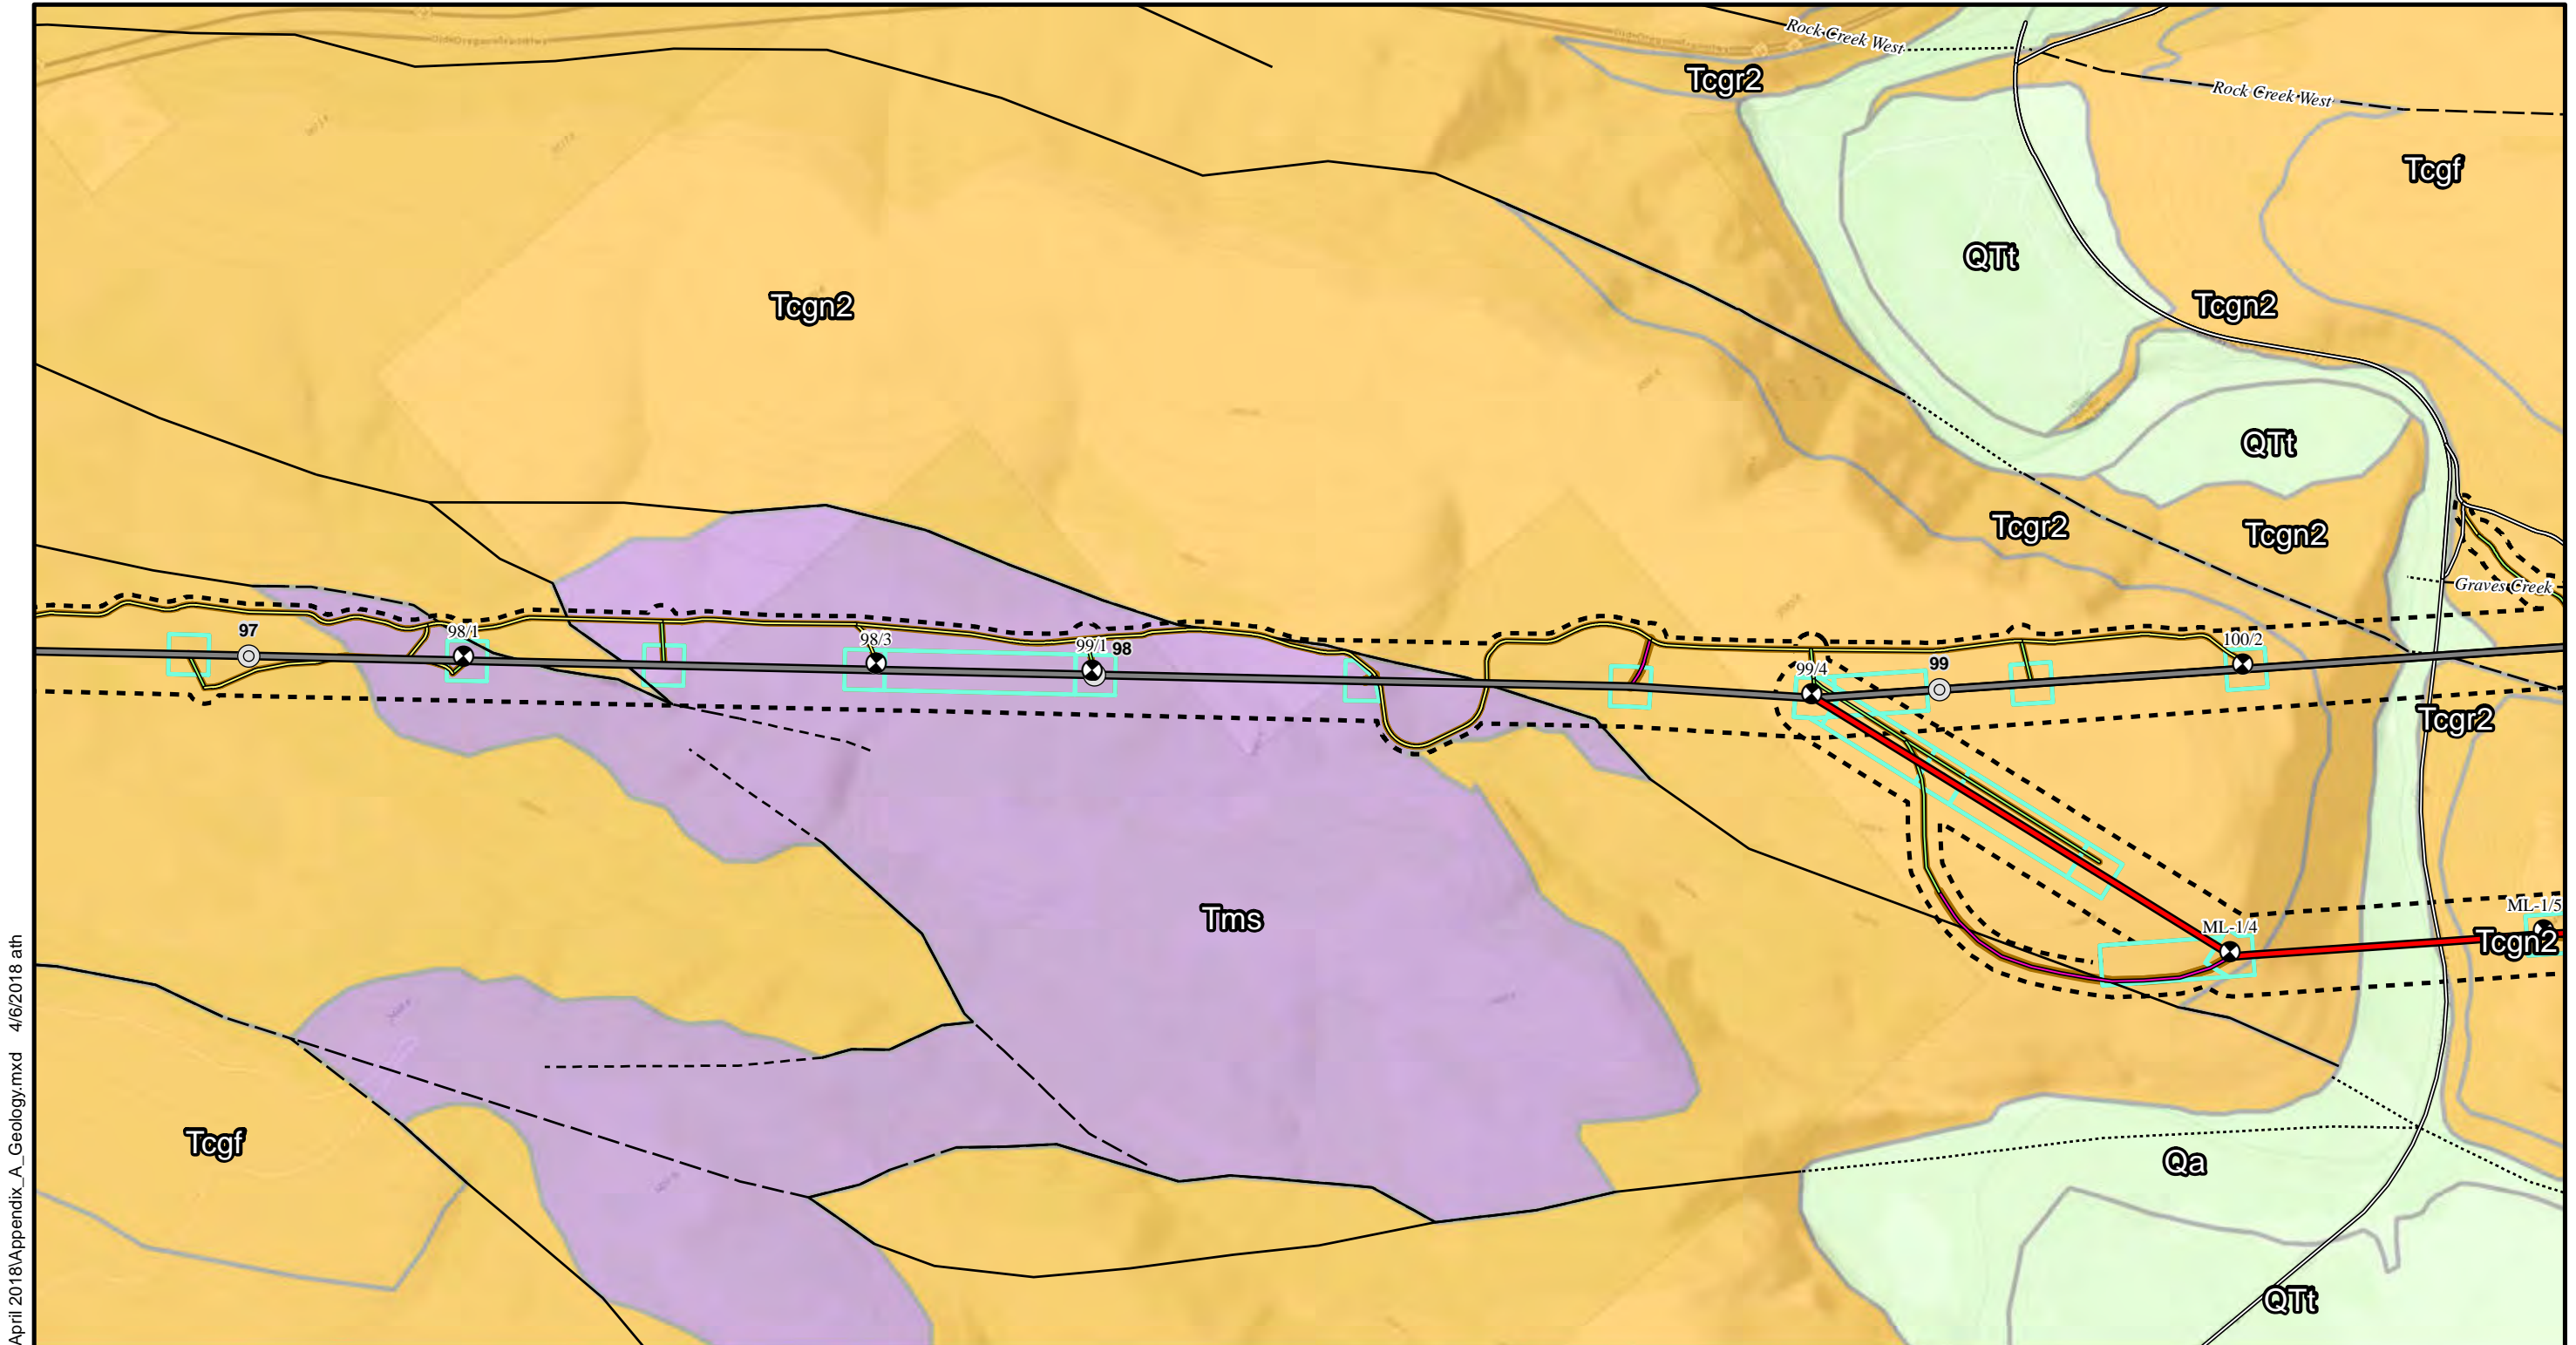 Rock Creek West
Tcgr2
Rock Creek West
Tcgf
QTt
Tcgn2
Tcgn2
QTt
Tcgr2
Tcgn2
Graves Creek
97
98/1
98/3
99/1
98
99/4
99
100/2
Tcgr2
Tms
ML-1/5
ML-1/4
Tcgn2
Tcgf
Qa
QTt
April 2018\Appendix_A_Geology.mxd 4/6/2018 ath